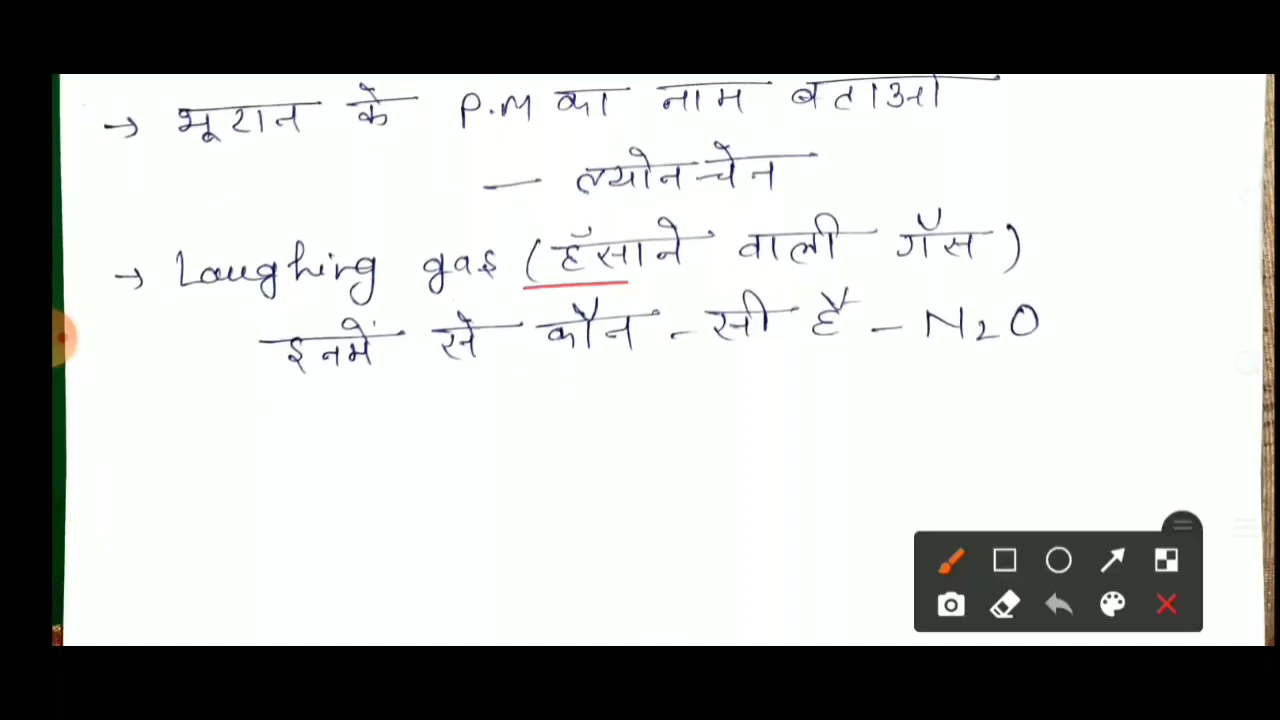 → भूटान के P.M का नाम बताओ
— ल्योनचेन
→ Laughing gas (हँसाने वाली गैस)
इनमें से कौन - सी है - N₂O